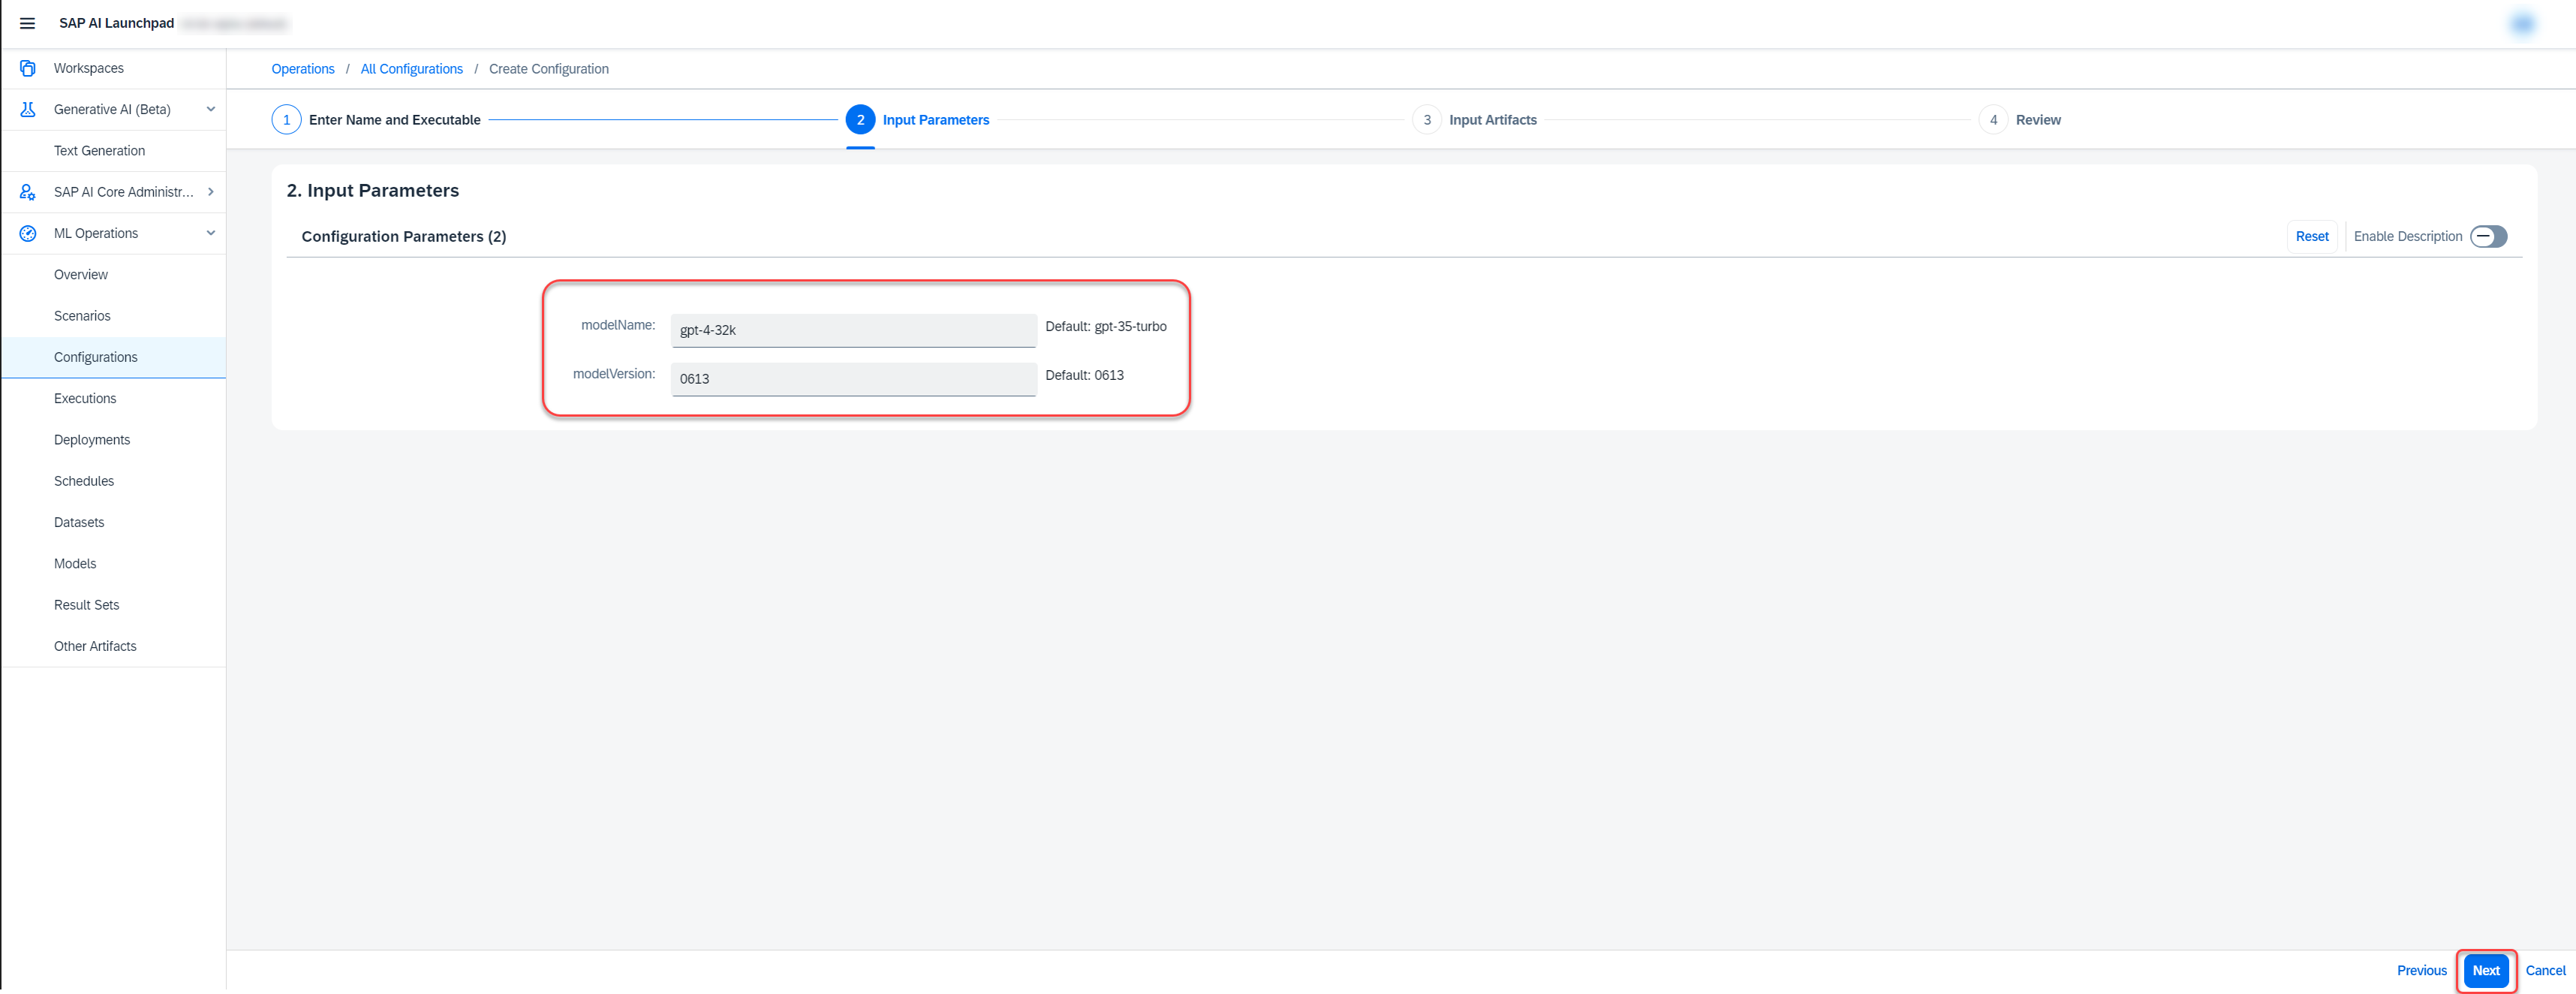 SAP AI Launchpad
Workspaces
Generative AI (Beta)
Text Generation
SAP AI Core Administr...
ML Operations
Overview
Scenarios
Configurations
Executions
Deployments
Schedules
Datasets
Models
Result Sets
Other Artifacts
Operations / All Configurations / Create Configuration
1 Enter Name and Executable 2 Input Parameters 3 Input Artifacts 4 Review
2. Input Parameters
Configuration Parameters (2) Reset Enable Description
modelName: gpt-4-32k Default: gpt-35-turbo
modelVersion: 0613 Default: 0613
Previous Next Cancel